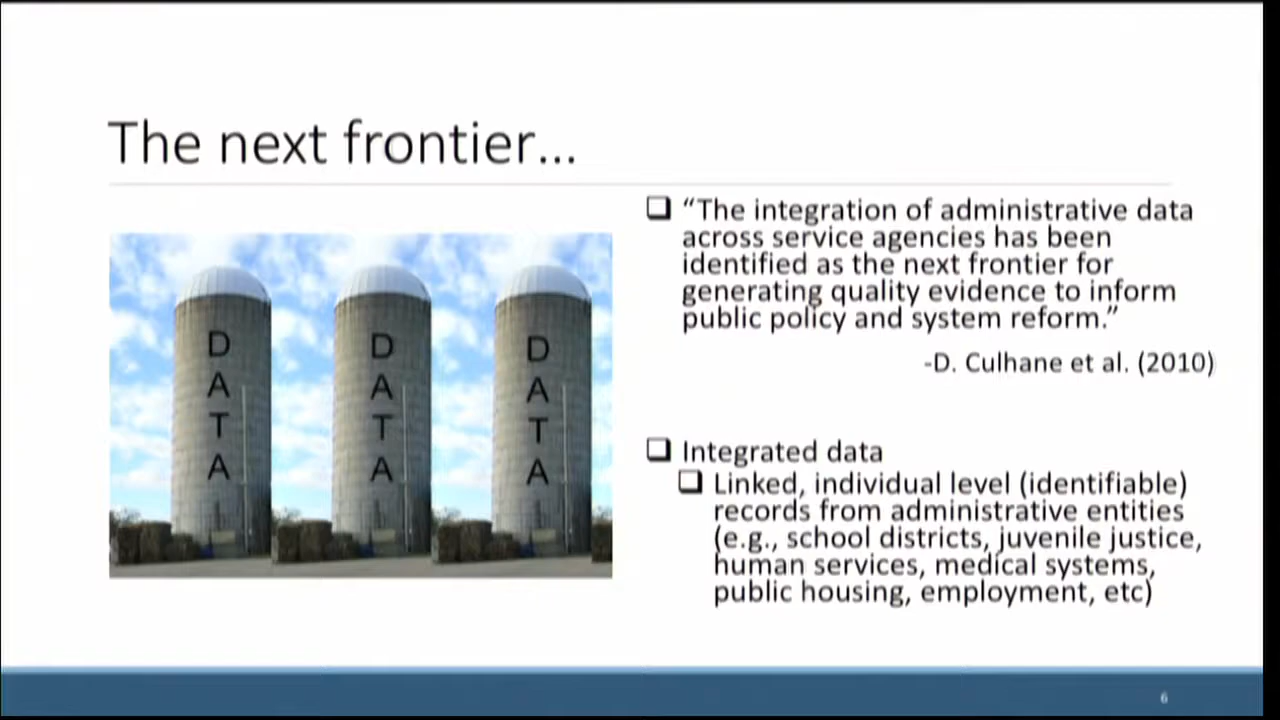 The next frontier...
D
A
T
A
D
A
T
A
D
A
T
A
“The integration of administrative data
across service agencies has been
identified as the next frontier for
generating quality evidence to inform
public policy and system reform.”
-D. Culhane et al. (2010)
Integrated data
Linked, individual level (identifiable)
records from administrative entities
(e.g., school districts, juvenile justice,
human services, medical systems,
public housing, employment, etc)
6